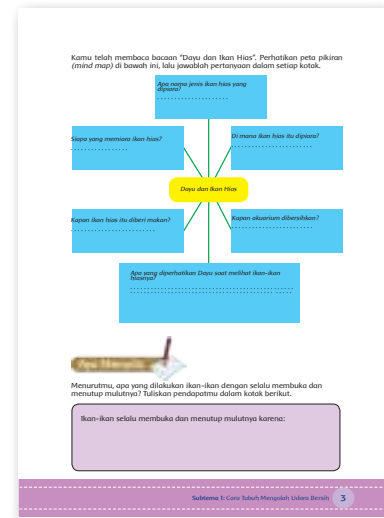 Kamu telah membaca bacaan "Dayu dan Ikan Hias". Perhatikan peta pikiran
(mind map) di bawah ini, lalu jawablah pertanyaan dalam setiap kotak.
Apa nama jenis ikan hias yang
dipiara?
Siapa yang memiara ikan hias?
Di mana ikan hias itu dipiara?
Dayu dan Ikan Hias
Kapan ikan hias itu diberi makan?
Kapan akuarium dibersihkan?
Apa yang diperhatikan Dayu saat melihat ikan-ikan
hiasnya?
Ayo Menulis
Menurutmu, apa yang dilakukan ikan-ikan dengan selalu membuka dan
menutup mulutnya? Tuliskan pendapatmu dalam kotak berikut.
Ikan-ikan selalu membuka dan menutup mulutnya karena:
Subtema 1: Cara Tubuh Mengolah Udara Bersih 3